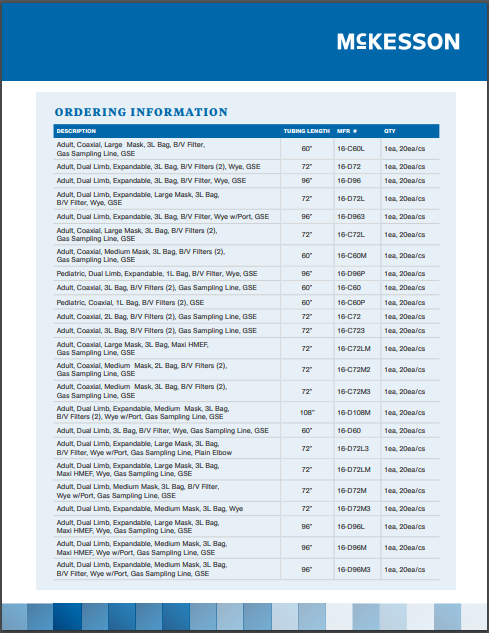 McKESSON
ORDERING INFORMATION
DESCRIPTION TUBING LENGTH MFR # QTY
Adult, Coaxial, Large Mask, 3L Bag, B/V Filter,
Gas Sampling Line, GSE 60" 16-C60L 1ea, 20ea/cs
Adult, Dual Limb, Expandable, 3L Bag, B/V Filters (2), Wye, GSE 72" 16-D72 1ea, 20ea/cs
Adult, Dual Limb, Expandable, 3L Bag, B/V Filter, Wye, GSE 96" 16-D96 1ea, 20ea/cs
Adult, Dual Limb, Expandable, Large Mask, 3L Bag,
B/V Filter, Wye, GSE 72" 16-D72L 1ea, 20ea/cs
Adult, Dual Limb, Expandable, 3L Bag, B/V Filter, Wye w/Port, GSE 96" 16-D963 1ea, 20ea/cs
Adult, Coaxial, Large Mask, 3L Bag, B/V Filters (2),
Gas Sampling Line, GSE 72" 16-C72L 1ea, 20ea/cs
Adult, Coaxial, Medium Mask, 3L Bag, B/V Filters (2),
Gas Sampling Line, GSE 60" 16-C60M 1ea, 20ea/cs
Pediatric, Dual Limb, Expandable, 1L Bag, B/V Filter, Wye, GSE 96" 16-D96P 1ea, 20ea/cs
Adult, Coaxial, 3L Bag, B/V Filters (2), Gas Sampling Line, GSE 60" 16-C60 1ea, 20ea/cs
Pediatric, Coaxial, 1L Bag, B/V Filters (2), GSE 60" 16-C60P 1ea, 20ea/cs
Adult, Coaxial, 2L Bag, B/V Filters (2), Gas Sampling Line, GSE 72" 16-C72 1ea, 20ea/cs
Adult, Coaxial, 3L Bag, B/V Filters (2), Gas Sampling Line, GSE 72" 16-C723 1ea, 20ea/cs
Adult, Coaxial, Large Mask, 3L Bag, Maxi HMEF,
Gas Sampling Line, GSE 72" 16-C72LM 1ea, 20ea/cs
Adult, Coaxial, Medium Mask, 2L Bag, B/V Filters (2),
Gas Sampling Line, GSE 72" 16-C72M2 1ea, 20ea/cs
Adult, Coaxial, Medium Mask, 3L Bag, B/V Filters (2),
Gas Sampling Line, GSE 72" 16-C72M3 1ea, 20ea/cs
Adult, Dual Limb, Expandable, Medium Mask, 3L Bag,
B/V Filters (2), Wye w/Port, Gas Sampling Line, GSE 108" 16-D108M 1ea, 20ea/cs
Adult, Dual Limb, 3L Bag, B/V Filter, Wye, Gas Sampling Line, GSE 60" 16-D60 1ea, 20ea/cs
Adult, Dual Limb, Expandable, Large Mask, 3L Bag,
B/V Filter, Wye w/Port, Gas Sampling Line, Plain Elbow 72" 16-D72L3 1ea, 20ea/cs
Adult, Dual Limb, Expandable, Large Mask, 3L Bag,
Maxi HMEF, Wye, Gas Sampling Line, GSE 72" 16-D72LM 1ea, 20ea/cs
Adult, Dual Limb, Medium Mask, 3L Bag, B/V Filter,
Wye w/Port, Gas Sampling Line, GSE 72" 16-D72M 1ea, 20ea/cs
Adult, Dual Limb, Expandable, Medium Mask, 3L Bag, Wye 72" 16-D72M3 1ea, 20ea/cs
Adult, Dual Limb, Expandable, Large Mask, 3L Bag,
Maxi HMEF, Wye, Gas Sampling Line, GSE 96" 16-D96L 1ea, 20ea/cs
Adult, Dual Limb, Expandable, Medium Mask, 3L Bag,
Maxi HMEF, Wye w/Port, Gas Sampling Line, GSE 96" 16-D96M 1ea, 20ea/cs
Adult, Dual Limb, Expandable, Medium Mask, 3L Bag,
B/V Filter, Wye w/Port, Gas Sampling Line, GSE 96" 16-D96M3 1ea, 20ea/cs